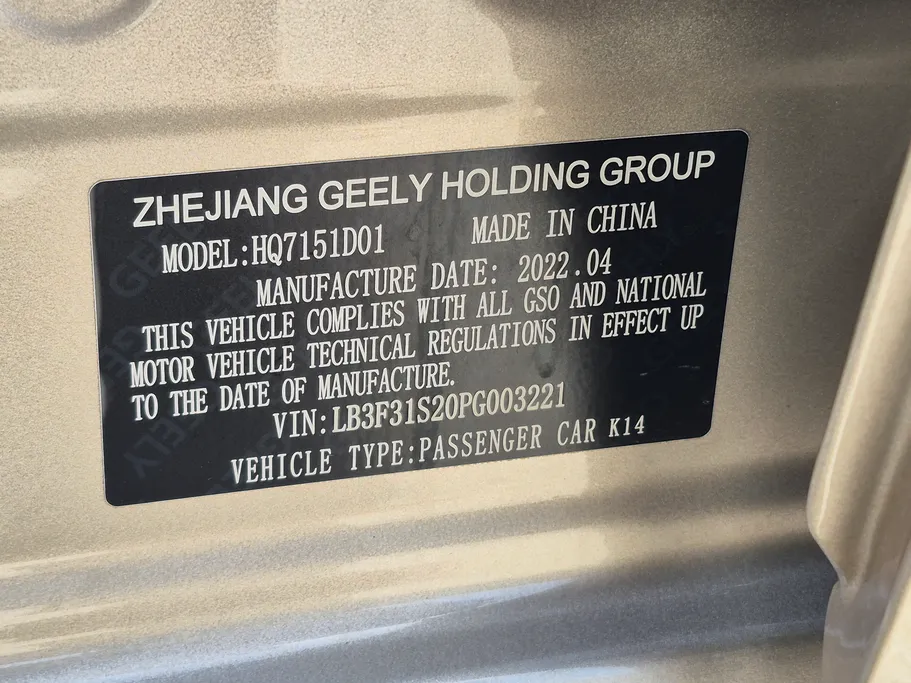 ZHEJIANG GEELY HOLDING GROUP
MODEL:HQ7151D01 MADE IN CHINA
MANUFACTURE DATE: 2022.04
THIS VEHICLE COMPLIES WITH ALL GSO AND NATIONAL
MOTOR VEHICLE TECHNICAL REGULATIONS IN EFFECT UP
TO THE DATE OF MANUFACTURE.
VIN:LB3F31S20PG003221
VEHICLE TYPE:PASSENGER CAR K14